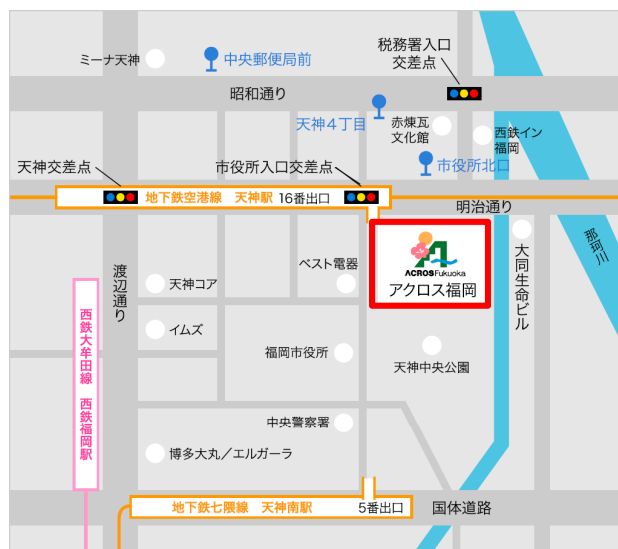 ミーナ天神
中央郵便局前
税務署入口
交差点
昭和通り
天神4丁目
赤煉瓦
文化館
西鉄イン
福岡
天神交差点
市役所入口交差点
市役所北口
地下鉄空港線 天神駅 16番出口
明治通り
那珂川
渡辺通り
ベスト電器
ACROS Fukuoka
アクロス福岡
大同生命ビル
天神コア
イムズ
福岡市役所
天神中央公園
西鉄大牟田線 西鉄福岡駅
中央警察署
博多大丸/エルガーラ
地下鉄七隈線 天神南駅 5番出口
国体道路